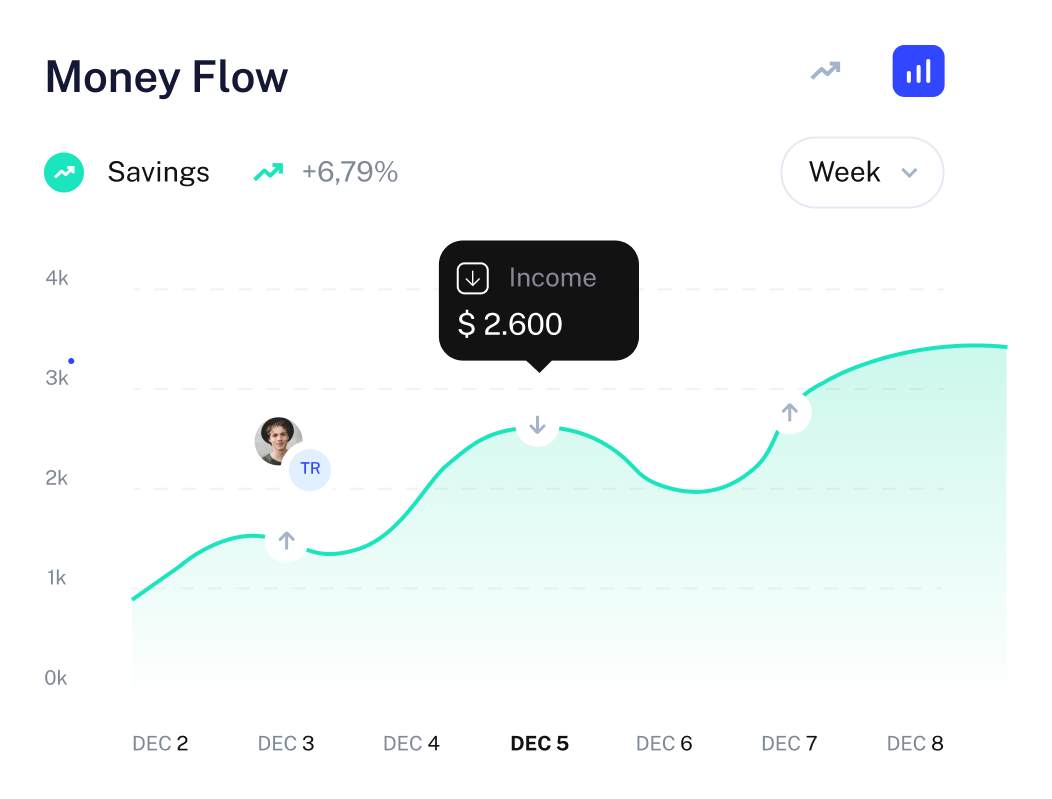 Money Flow
Savings +6,79% Week
Income
$ 2.600
4k
3k
2k
1k
0k
TR
DEC 2 DEC 3 DEC 4 DEC 5 DEC 6 DEC 7 DEC 8